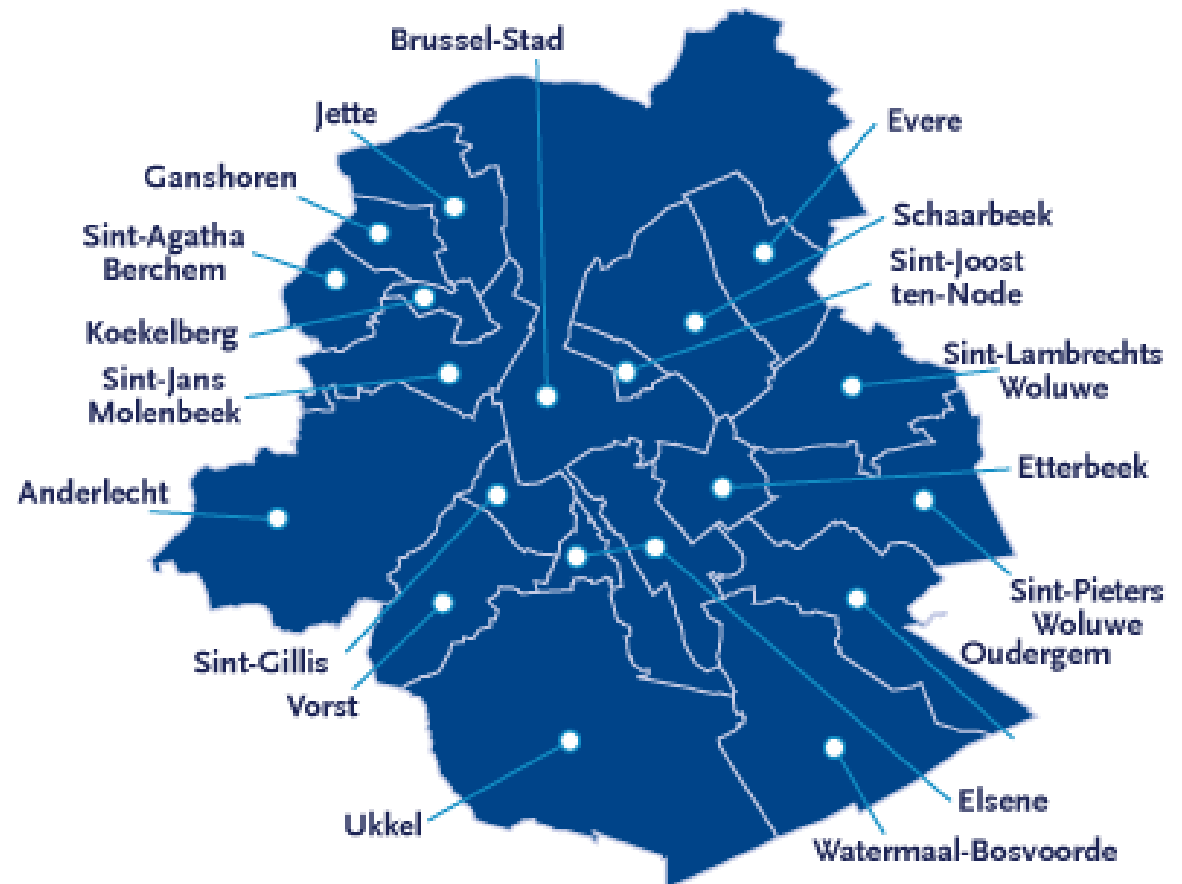 Brussel-Stad
Jette
Evere
Ganshoren
Schaarbeek
Sint-Agatha
Berchem
Sint-Joost
ten-Node
Koekelberg
Sint-Lambrechts
Woluwe
Sint-Jans
Molenbeek
Etterbeek
Anderlecht
Sint-Pieters
Woluwe
Oudergem
Sint-Gillis
Vorst
Elsene
Ukkel
Watermaal-Bosvoorde